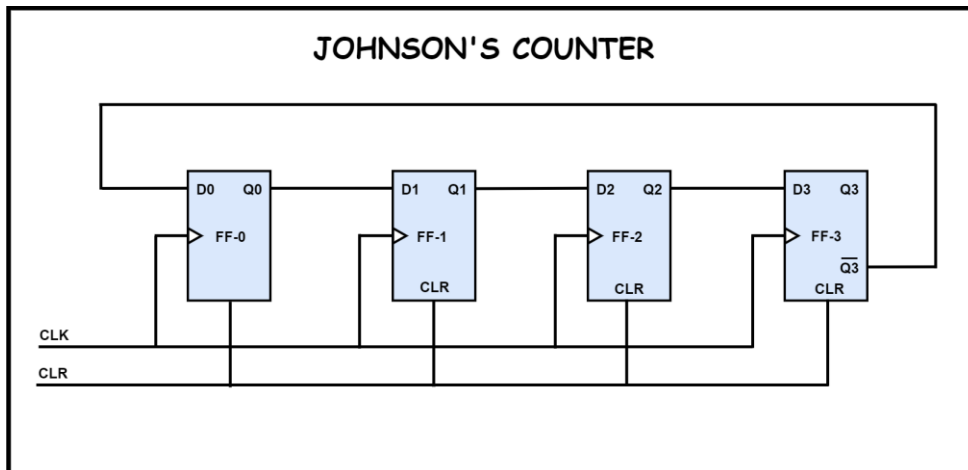 JOHNSON'S COUNTER
D0 Q0 D1 Q1 D2 Q2 D3 Q3
FF-0 FF-1 FF-2 FF-3
Q̅3̅
CLR CLR CLR
CLK
CLR